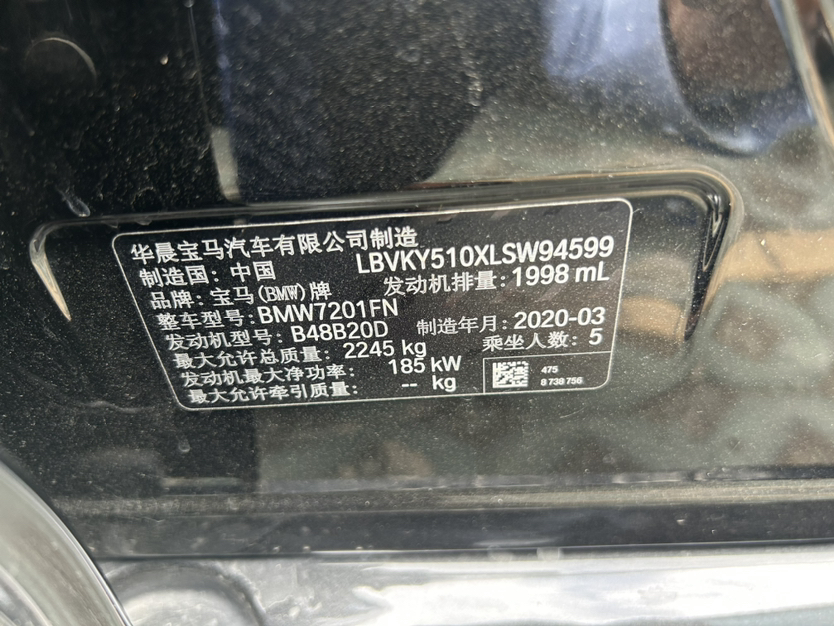 华晨宝马汽车有限公司制造
制造国：中国 LBVKY510XLSW94599
品牌：宝马(BMW)牌 发动机排量：1998 mL
整车型号：BMW7201FN
发动机型号：B48B20D 制造年月：2020-03
最大允许总质量：2245 kg 乘坐人数：5
发动机最大净功率：185 kW
最大允许牵引质量：-- kg
475
8 738 756